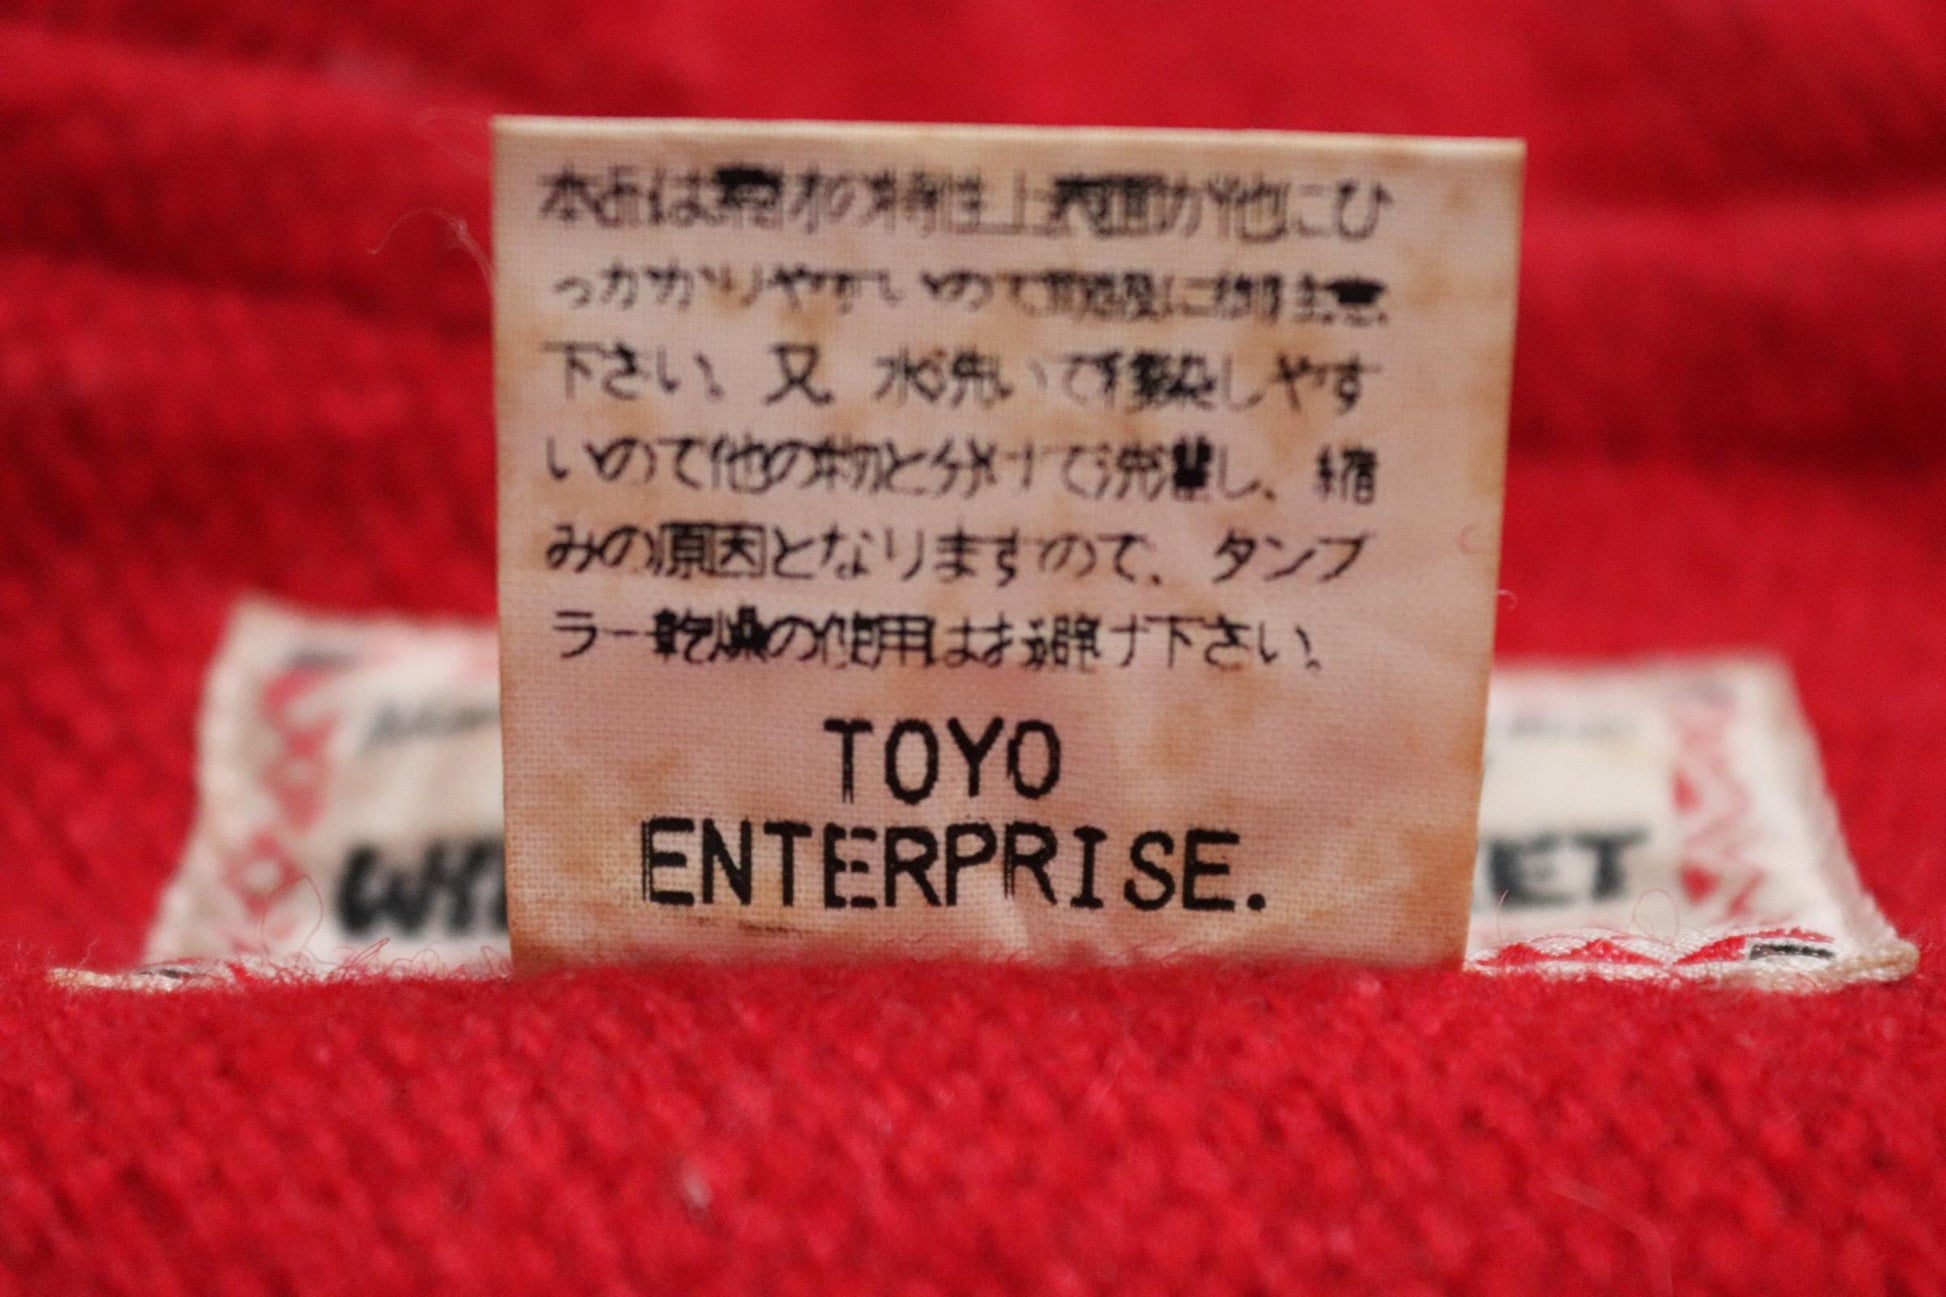 本品は素材の特性上表面が他にひ
っかかりやすいので着用に御注意
下さい。又、水洗いで移染しやす
いので他の物と分けて洗濯し、縮
みの原因となりますので、タンブ
ラー乾燥の使用はお避け下さい。
TOYO
ENTERPRISE.